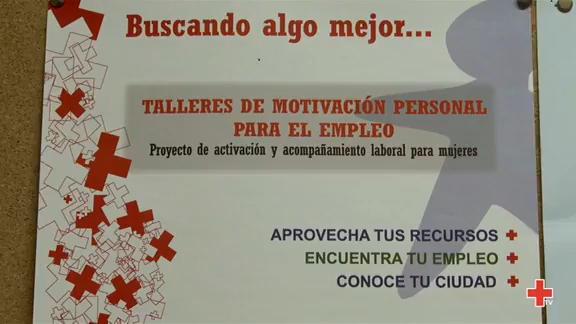 Buscando algo mejor...
TALLERES DE MOTIVACIÓN PERSONAL
PARA EL EMPLEO
Proyecto de activación y acompañamiento laboral para mujeres
APROVECHA TUS RECURSOS
ENCUENTRA TU EMPLEO
CONOCE TU CIUDAD
TV